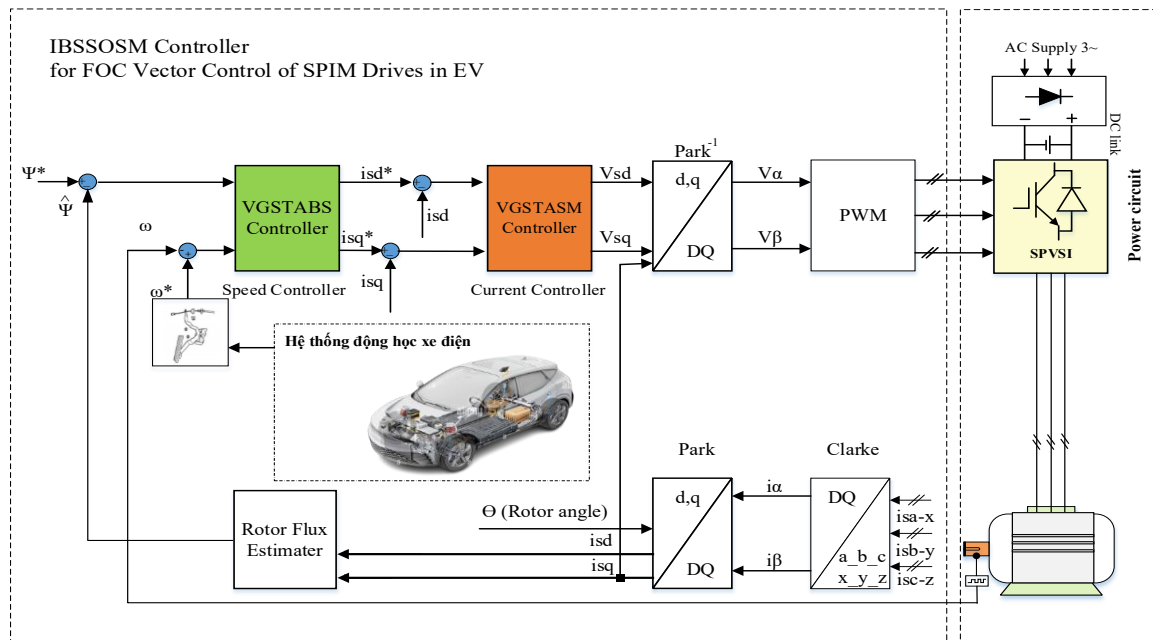 IBSSOSM Controller
for FOC Vector Control of SPIM Drives in EV
AC Supply 3~
− +
DC link
Power circuit
Ψ*
Ψ̂
ω
ω*
VGSTABS
Controller
Speed Controller
isd*
isq*
isd
isq
VGSTASM
Controller
Current Controller
Vsd
Vsq
Park⁻¹
d,q
DQ
Vα
Vβ
PWM
SPVSI
Hệ thống động học xe điện
Rotor Flux
Estimater
Θ (Rotor angle)
isd
isq
Park
d,q
DQ
iα
iβ
Clarke
DQ
a_b_c
x_y_z
isa-x
isb-y
isc-z